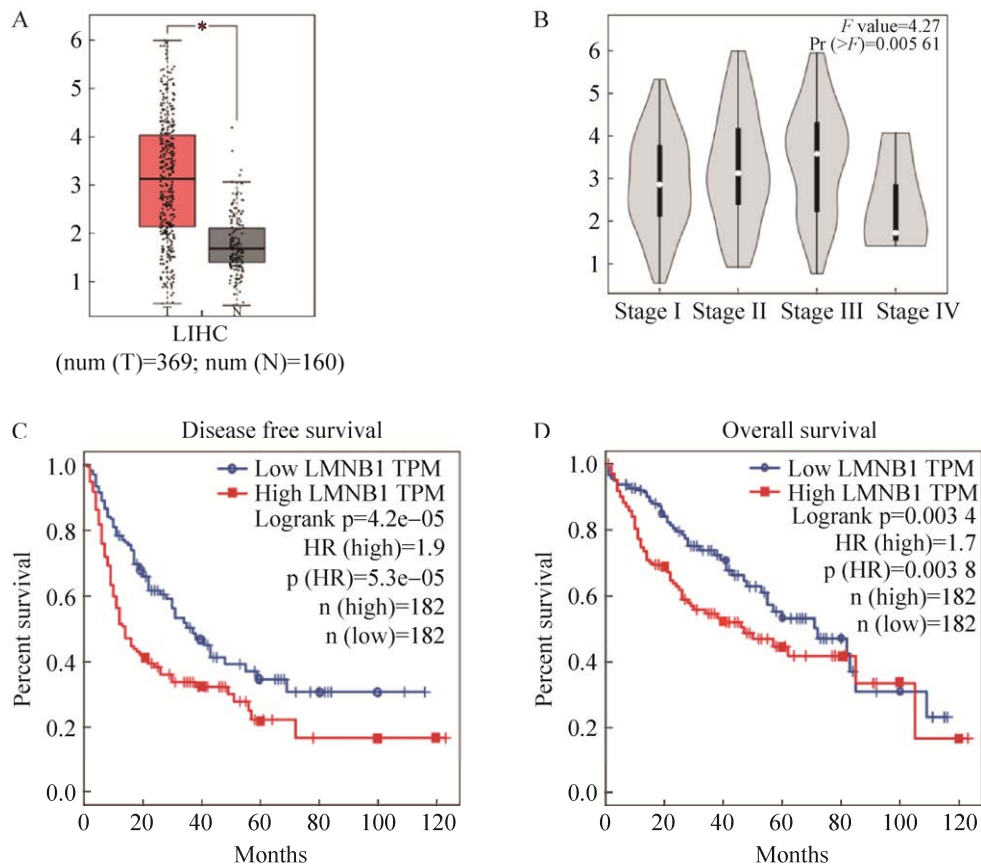 A
*
6
5
4
3
2
1
T
N
LIHC
(num (T)=369; num (N)=160)
B
F value=4.27
Pr (>F)=0.005 61
6
5
4
3
2
1
Stage I Stage II Stage III Stage IV
C
Disease free survival
Low LMNB1 TPM
High LMNB1 TPM
Logrank p=4.2e−05
HR (high)=1.9
p (HR)=5.3e−05
n (high)=182
n (low)=182
Percent survival
1.0
0.8
0.6
0.4
0.2
0.0
0 20 40 60 80 100 120
Months
D
Overall survival
Low LMNB1 TPM
High LMNB1 TPM
Logrank p=0.003 4
HR (high)=1.7
p (HR)=0.003 8
n (high)=182
n (low)=182
Percent survival
1.0
0.8
0.6
0.4
0.2
0.0
0 20 40 60 80 100 120
Months